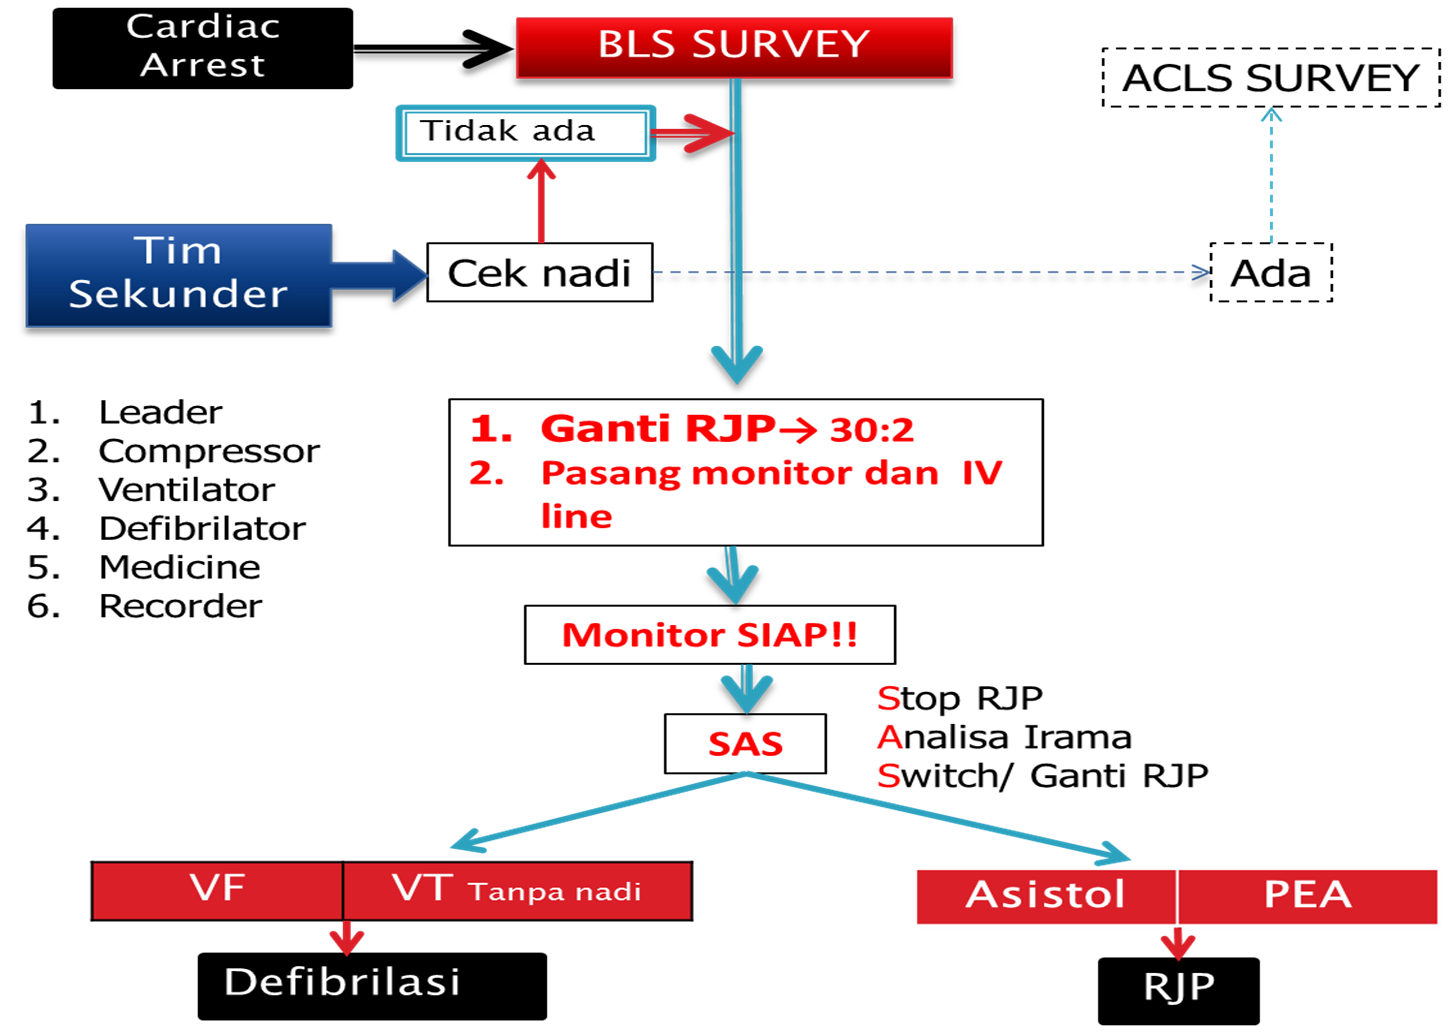 Cardiac
Arrest
BLS SURVEY
ACLS SURVEY
Tidak ada
Tim
Sekunder
Cek nadi
Ada
1. Leader
2. Compressor
3. Ventilator
4. Defibrilator
5. Medicine
6. Recorder
1. Ganti RJP→ 30:2
2. Pasang monitor dan IV
line
Monitor SIAP!!
SAS
Stop RJP
Analisa Irama
Switch/ Ganti RJP
VF
VT Tanpa nadi
Asistol
PEA
Defibrilasi
RJP